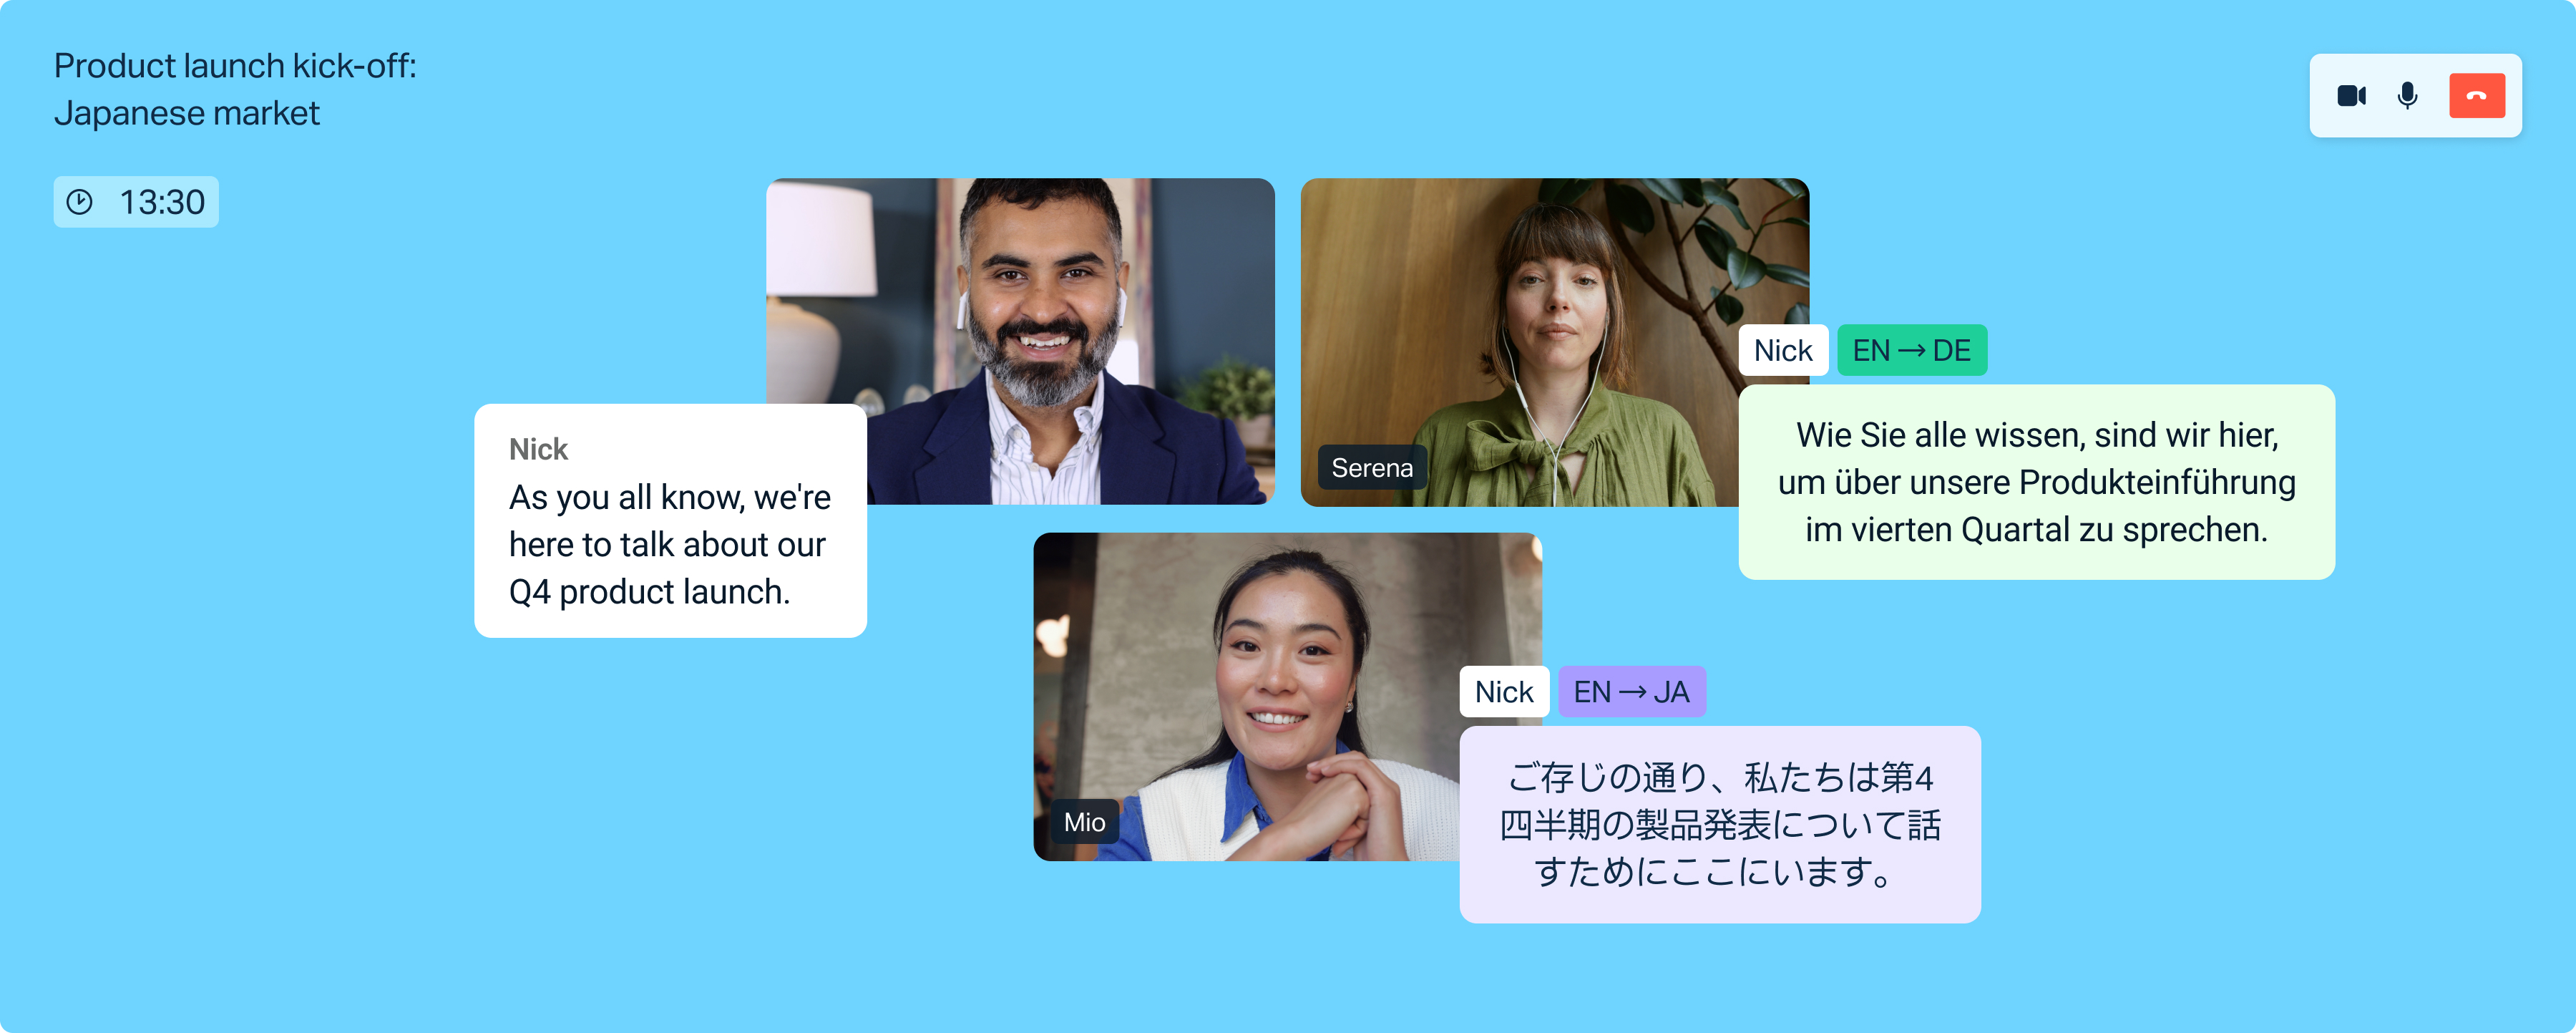 Product launch kick-off:
Japanese market
13:30
Nick
As you all know, we're
here to talk about our
Q4 product launch.
Serena
Nick
EN → DE
Wie Sie alle wissen, sind wir hier,
um über unsere Produkteinführung
im vierten Quartal zu sprechen.
Mio
Nick
EN → JA
ご存じの通り、私たちは第4
四半期の製品発表について話
すためにここにいます。